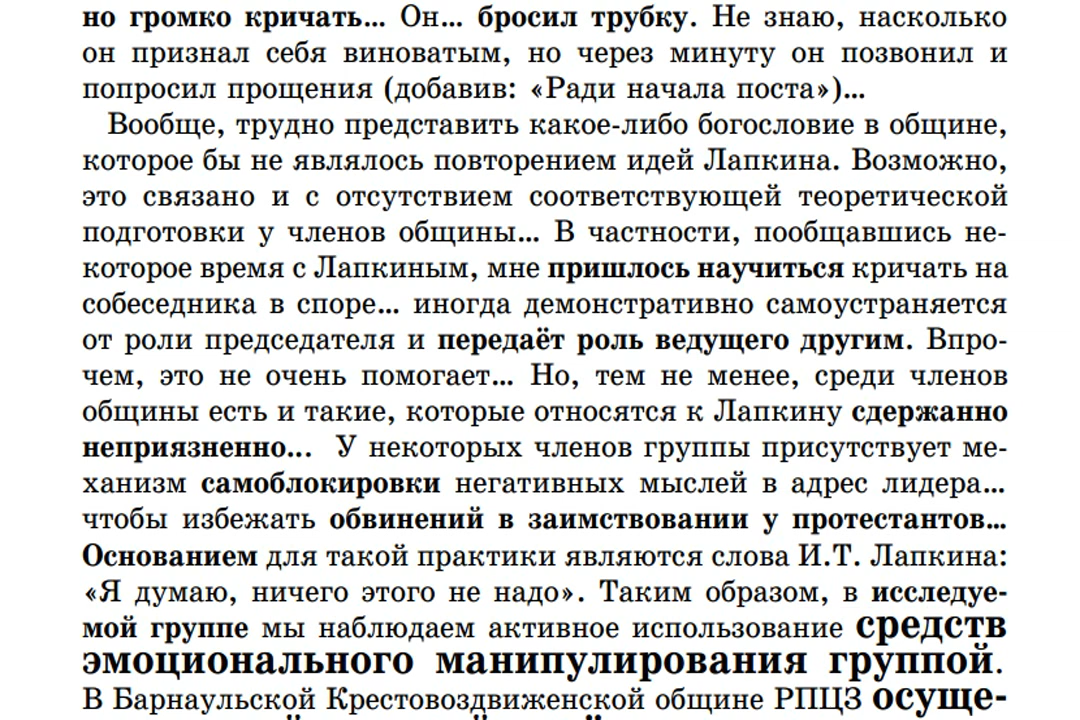 но громко кричать... Он... бросил трубку. Не знаю, насколько
он признал себя виноватым, но через минуту он позвонил и
попросил прощения (добавив: «Ради начала поста»)...
Вообще, трудно представить какое-либо богословие в общине,
которое бы не являлось повторением идей Лапкина. Возможно,
это связано и с отсутствием соответствующей теоретической
подготовки у членов общины... В частности, пообщавшись не-
которое время с Лапкиным, мне пришлось научиться кричать на
собеседника в споре... иногда демонстративно самоустраняется
от роли председателя и передаёт роль ведущего другим. Впро-
чем, это не очень помогает... Но, тем не менее, среди членов
общины есть и такие, которые относятся к Лапкину сдержанно
неприязненно... У некоторых членов группы присутствует ме-
ханизм самоблокировки негативных мыслей в адрес лидера...
чтобы избежать обвинений в заимствовании у протестантов...
Основанием для такой практики являются слова И.Т. Лапкина:
«Я думаю, ничего этого не надо». Таким образом, в исследуе-
мой группе мы наблюдаем активное использование средств
эмоционального манипулирования группой.
В Барнаульской Крестовоздвиженской общине РПЦЗ осуще-